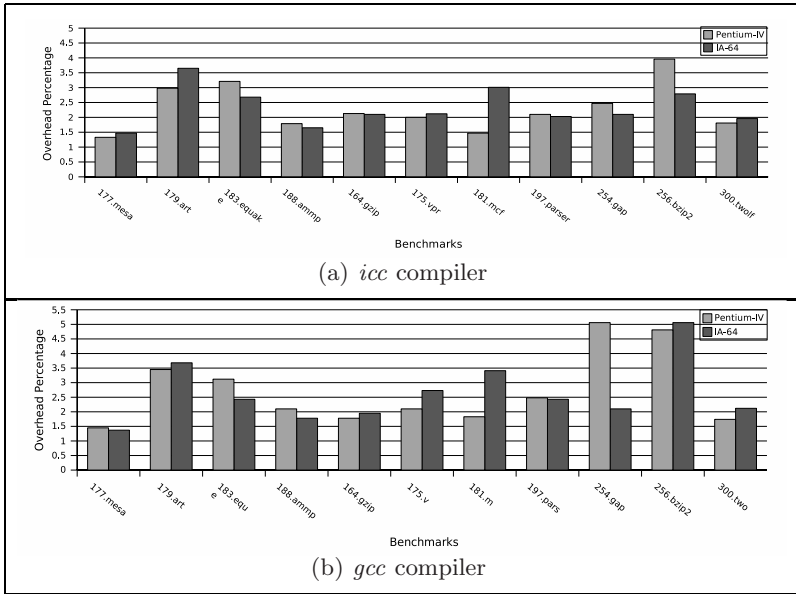 5
4.5
4
3.5
3
2.5
2
1.5
1
0.5
0
Overhead Percentage
Pentium-IV
IA-64
177.mesa
179.art
183.equak
e
188.ammp
164.gzip
175.vpr
181.mcf
197.parser
254.gap
256.bzip2
300.twolf
Benchmarks
(a) icc compiler
5.5
5
4.5
4
3.5
3
2.5
2
1.5
1
0.5
0
Overhead Percentage
Pentium-IV
IA-64
177.mesa
179.art
183.equ
e
188.ammp
164.gzip
175.v
181.m
197.pars
254.gap
256.bzip2
300.two
Benchmarks
(b) gcc compiler